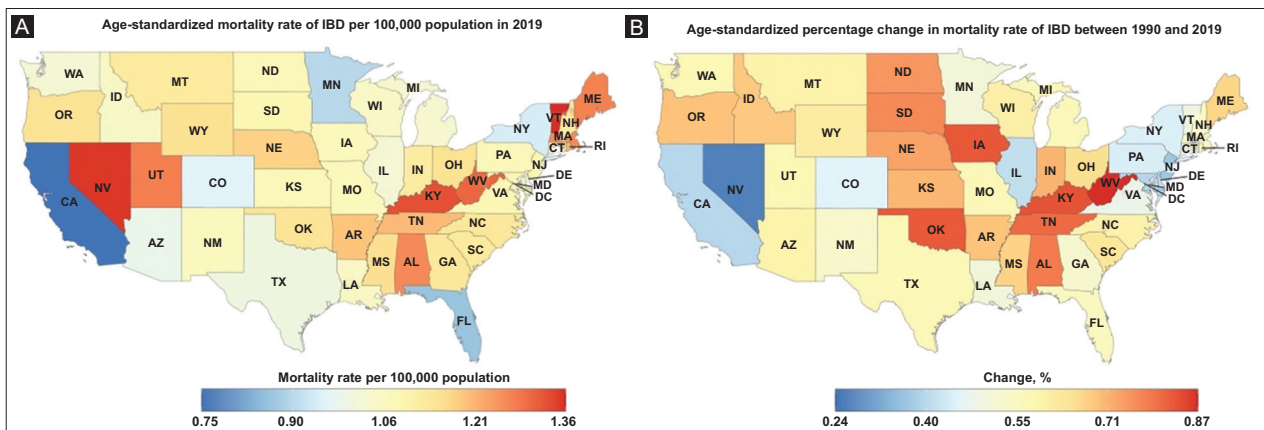 A
Age-standardized mortality rate of IBD per 100,000 population in 2019
WA
MT
ND
MN
MI
ME
OR
ID
SD
WI
NY
VT
NH
MA
WY
IA
CT
RI
NE
PA
NJ
NV
UT
CO
IL
IN
OH
DE
CA
KS
MO
WV
MD
KY
VA
DC
AZ
NM
OK
AR
TN
NC
SC
MS
AL
GA
TX
LA
FL
Mortality rate per 100,000 population
0.75 0.90 1.06 1.21 1.36
B
Age-standardized percentage change in mortality rate of IBD between 1990 and 2019
WA
MT
ND
MN
MI
ME
OR
ID
SD
WI
NY
VT
NH
MA
WY
IA
CT
RI
NE
PA
NJ
NV
UT
CO
IL
IN
OH
DE
CA
KS
MO
WV
MD
KY
VA
DC
AZ
NM
OK
AR
TN
NC
SC
MS
AL
GA
TX
LA
FL
Change, %
0.24 0.40 0.55 0.71 0.87